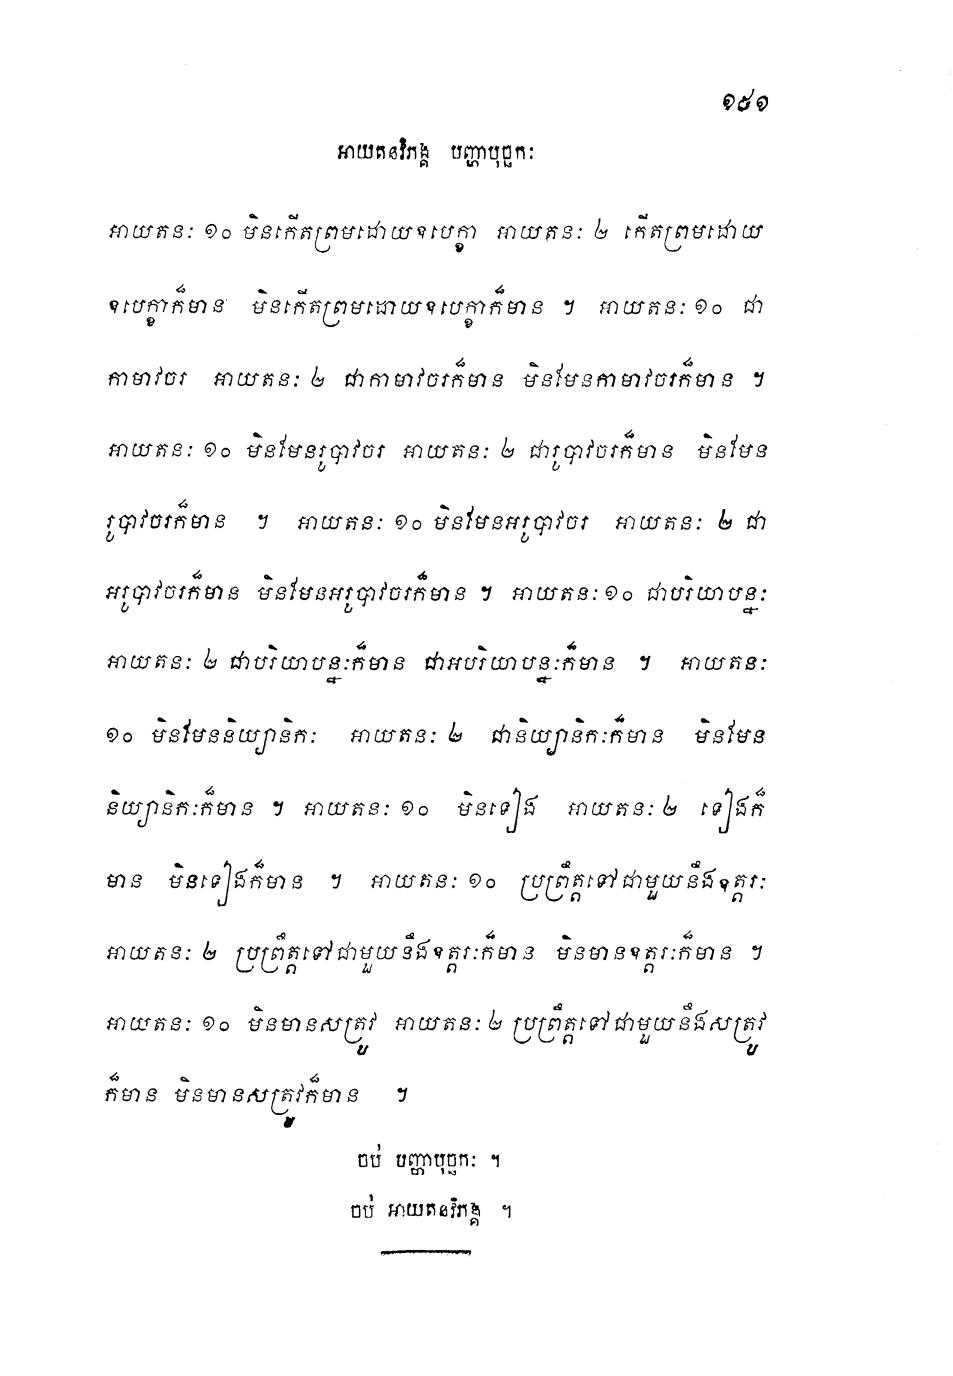 ១៩១
អាយតនវិភង្គ បញ្ហាបុច្ឆកៈ
អាយតនៈ ១០ មិនកើតព្រមដោយឧបេក្ខា អាយតនៈ ២ កើតព្រមដោយ
ឧបេក្ខាក៏មាន មិនកើតព្រមដោយឧបេក្ខាក៏មាន ។ អាយតនៈ ១០ ជា
កាមាវចរ អាយតនៈ ២ ជាកាមាវចរក៏មាន មិនមែនកាមាវចរក៏មាន ។
អាយតនៈ ១០ មិនមែនរូបាវចរ អាយតនៈ ២ ជារូបាវចរក៏មាន មិនមែន
រូបាវចរក៏មាន ។ អាយតនៈ ១០ មិនមែនអរូបាវចរ អាយតនៈ ២ ជា
អរូបាវចរក៏មាន មិនមែនអរូបាវចរក៏មាន ។ អាយតនៈ ១០ ជាបរិយាបន្នៈ
អាយតនៈ ២ ជាបរិយាបន្នៈក៏មាន ជាអបរិយាបន្នៈក៏មាន ។ អាយតនៈ
១០ មិនមែននិយ្យានិកៈ អាយតនៈ ២ ជានិយ្យានិកៈក៏មាន មិនមែន
និយ្យានិកៈក៏មាន ។ អាយតនៈ ១០ មិនទៀង អាយតនៈ ២ ទៀងក៏
មាន មិនទៀងក៏មាន ។ អាយតនៈ ១០ ប្រព្រឹត្តទៅជាមួយនឹងឧត្តរៈ
អាយតនៈ ២ ប្រព្រឹត្តទៅជាមួយនឹងឧត្តរៈក៏មាន មិនមានឧត្តរៈក៏មាន ។
អាយតនៈ ១០ មិនមានសត្រូវ អាយតនៈ ២ ប្រព្រឹត្តទៅជាមួយនឹងសត្រូវ
ក៏មាន មិនមានសត្រូវក៏មាន ។
ចប់ បញ្ហាបុច្ឆកៈ ។
ចប់ អាយតនវិភង្គ ។